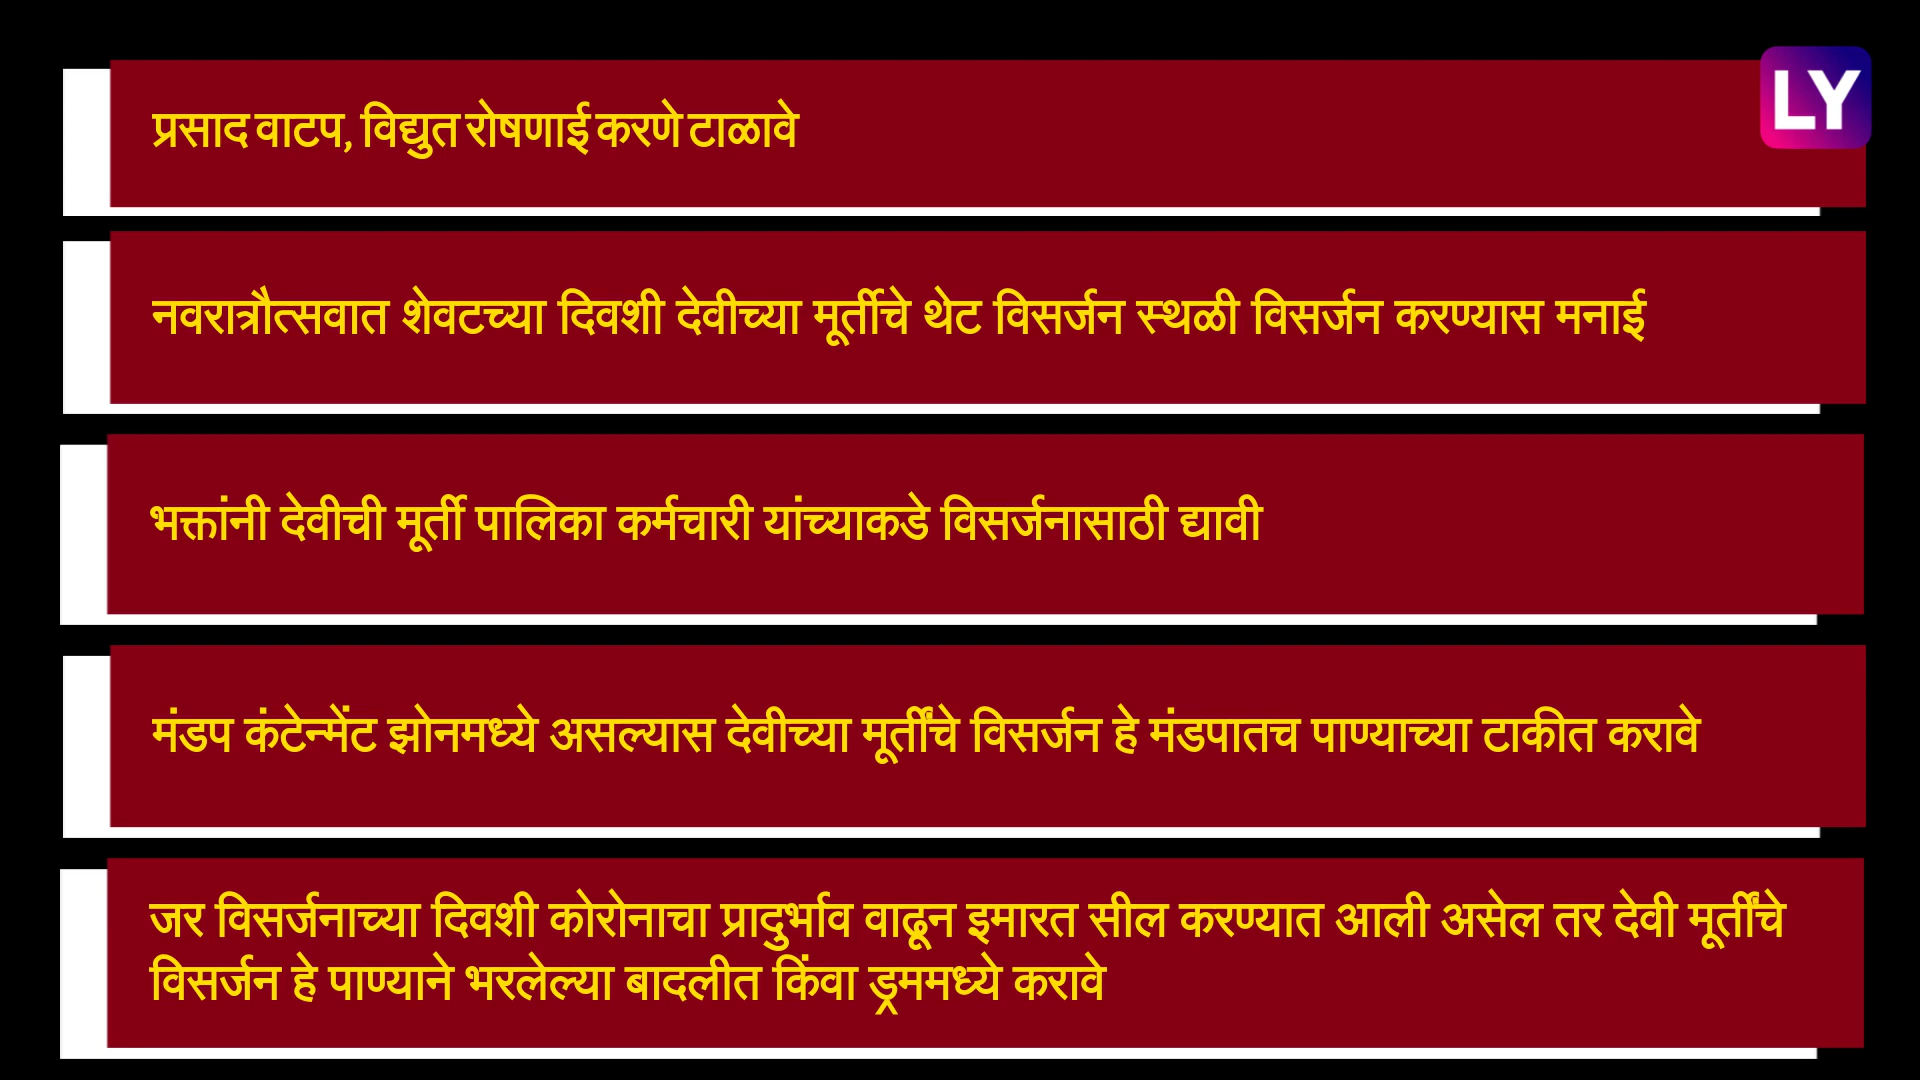 LY
प्रसाद वाटप, विद्युत रोषणाई करणे टाळावे
नवरात्रौत्सवात शेवटच्या दिवशी देवीच्या मूर्तीचे थेट विसर्जन स्थळी विसर्जन करण्यास मनाई
भक्तांनी देवीची मूर्ती पालिका कर्मचारी यांच्याकडे विसर्जनासाठी द्यावी
मंडप कंटेन्मेंट झोनमध्ये असल्यास देवीच्या मूर्तींचे विसर्जन हे मंडपातच पाण्याच्या टाकीत करावे
जर विसर्जनाच्या दिवशी कोरोनाचा प्रादुर्भाव वाढून इमारत सील करण्यात आली असेल तर देवी मूर्तींचे
विसर्जन हे पाण्याने भरलेल्या बादलीत किंवा ड्रममध्ये करावे